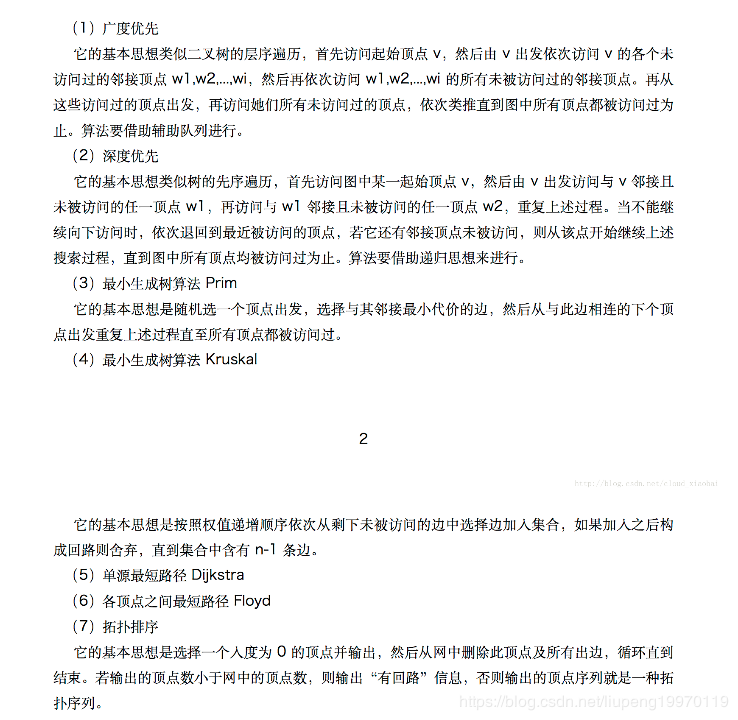 （1）广度优先
它的基本思想类似二叉树的层序遍历，首先访问起始顶点 v，然后由 v 出发依次访问 v 的各个未
访问过的邻接顶点 w1,w2,...,wi，然后再依次访问 w1,w2,...,wi 的所有未被访问过的邻接顶点。再从
这些访问过的顶点出发，再访问她们所有未访问过的顶点，依次类推直到图中所有顶点都被访问过为
止。算法要借助辅助队列进行。
（2）深度优先
它的基本思想类似树的先序遍历，首先访问图中某一起始顶点 v，然后由 v 出发访问与 v 邻接且
未被访问的任一顶点 w1，再访问与 w1 邻接且未被访问的任一顶点 w2，重复上述过程。当不能继
续向下访问时，依次退回到最近被访问的顶点，若它还有邻接顶点未被访问，则从该点开始继续上述
搜索过程，直到图中所有顶点均被访问过为止。算法要借助递归思想来进行。
（3）最小生成树算法 Prim
它的基本思想是随机选一个顶点出发，选择与其邻接最小代价的边，然后从与此边相连的下个顶
点出发重复上述过程直至所有顶点都被访问过。
（4）最小生成树算法 Kruskal
2
http://blog.csdn.net/cloud_xianbai
它的基本思想是按照权值递增顺序依次从剩下未被访问的边中选择边加入集合，如果加入之后构
成回路则舍弃，直到集合中含有 n-1 条边。
（5）单源最短路径 Dijkstra
（6）各顶点之间最短路径 Floyd
（7）拓扑排序
它的基本思想是选择一个入度为 0 的顶点并输出，然后从网中删除此顶点及所有出边，循环直到
结束。若输出的顶点数小于网中的顶点数，则输出“有回路”信息，否则输出的顶点序列就是一种拓
扑序列。
https://blog.csdn.net/liupeng19970119